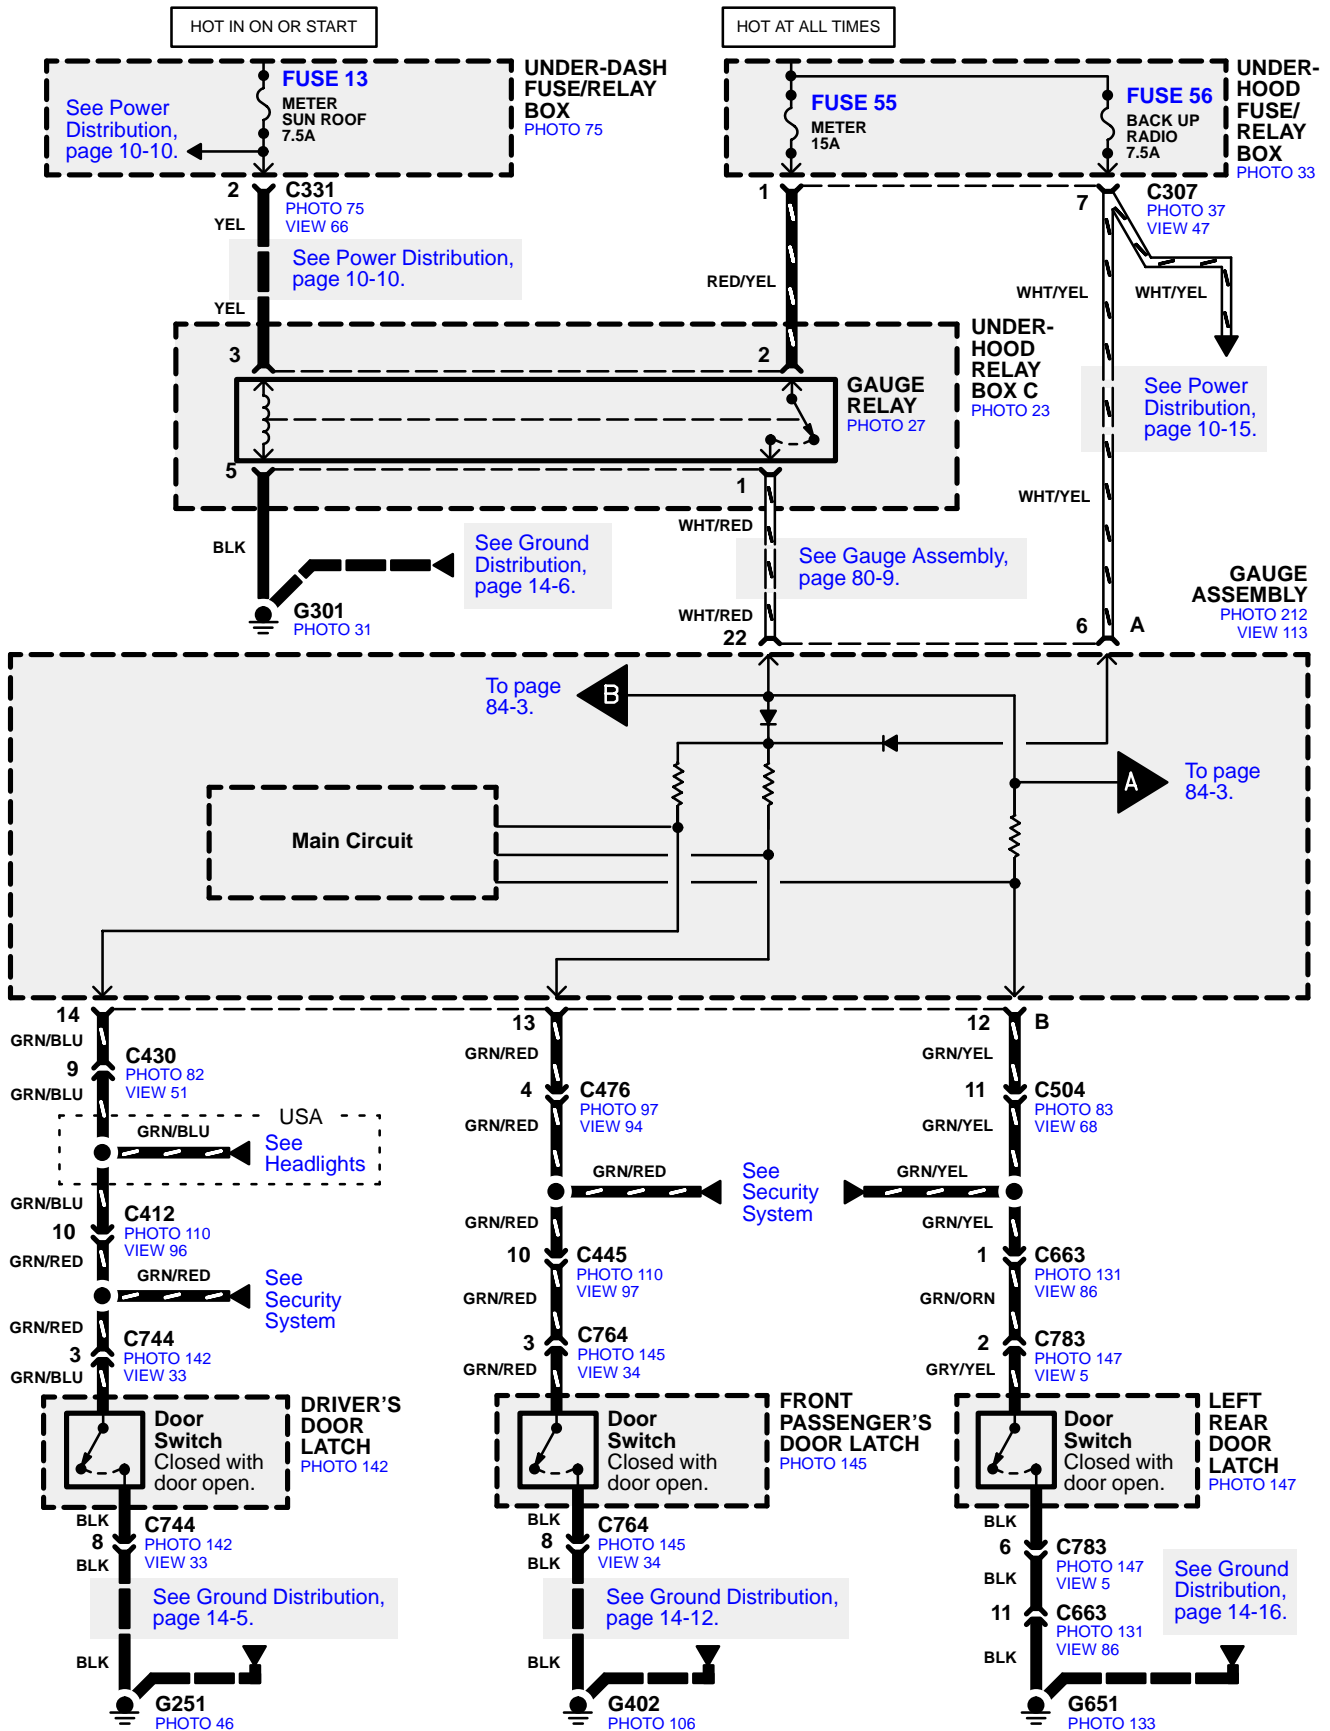 HOT IN ON OR START
HOT AT ALL TIMES
See Power
Distribution,
page 10-10.
FUSE 13
METER
SUN ROOF
7.5A
UNDER-DASH
FUSE/RELAY
BOX
PHOTO 75
FUSE 55
METER
15A
FUSE 56
BACK UP
RADIO
7.5A
UNDER-
HOOD
FUSE/
RELAY
BOX
PHOTO 33
2
C331
PHOTO 75
VIEW 66
YEL
See Power Distribution,
page 10-10.
YEL
1
7
C307
PHOTO 37
VIEW 47
RED/YEL
WHT/YEL
WHT/YEL
3
2
UNDER-
HOOD
RELAY
BOX C
PHOTO 23
GAUGE
RELAY
PHOTO 27
See Power
Distribution,
page 10-15.
5
1
WHT/YEL
BLK
WHT/RED
See Ground
Distribution,
page 14-6.
See Gauge Assembly,
page 80-9.
G301
PHOTO 31
WHT/RED
22
6
A
GAUGE
ASSEMBLY
PHOTO 212
VIEW 113
To page
84-3.
B
A
To page
84-3.
Main Circuit
14
13
12
B
GRN/BLU
GRN/RED
GRN/YEL
9
C430
PHOTO 82
VIEW 51
4
C476
PHOTO 97
VIEW 94
11
C504
PHOTO 83
VIEW 68
GRN/BLU
GRN/RED
GRN/YEL
USA
GRN/BLU
See
Headlights
GRN/RED
See
Security
System
GRN/YEL
GRN/BLU
GRN/RED
GRN/YEL
10
C412
PHOTO 110
VIEW 96
10
C445
PHOTO 110
VIEW 97
1
C663
PHOTO 131
VIEW 86
GRN/RED
GRN/RED
See
Security
System
GRN/RED
GRN/ORN
GRN/RED
3
C744
PHOTO 142
VIEW 33
3
C764
PHOTO 145
VIEW 34
2
C783
PHOTO 147
VIEW 5
GRN/BLU
GRN/RED
GRY/YEL
Door
Switch
Closed with
door open.
DRIVER'S
DOOR
LATCH
PHOTO 142
Door
Switch
Closed with
door open.
FRONT
PASSENGER'S
DOOR LATCH
PHOTO 145
Door
Switch
Closed with
door open.
LEFT
REAR
DOOR
LATCH
PHOTO 147
BLK
BLK
BLK
8
C744
PHOTO 142
VIEW 33
8
C764
PHOTO 145
VIEW 34
6
C783
PHOTO 147
VIEW 5
BLK
BLK
BLK
See Ground Distribution,
page 14-5.
See Ground Distribution,
page 14-12.
See Ground
Distribution,
page 14-16.
11
C663
PHOTO 131
VIEW 86
BLK
BLK
BLK
G251
PHOTO 46
G402
PHOTO 106
G651
PHOTO 133